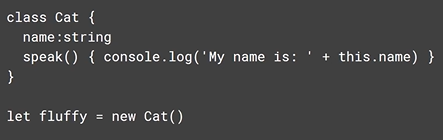 class Cat {
  name:string
  speak() { console.log('My name is: ' + this.name) }
}

let fluffy = new Cat()